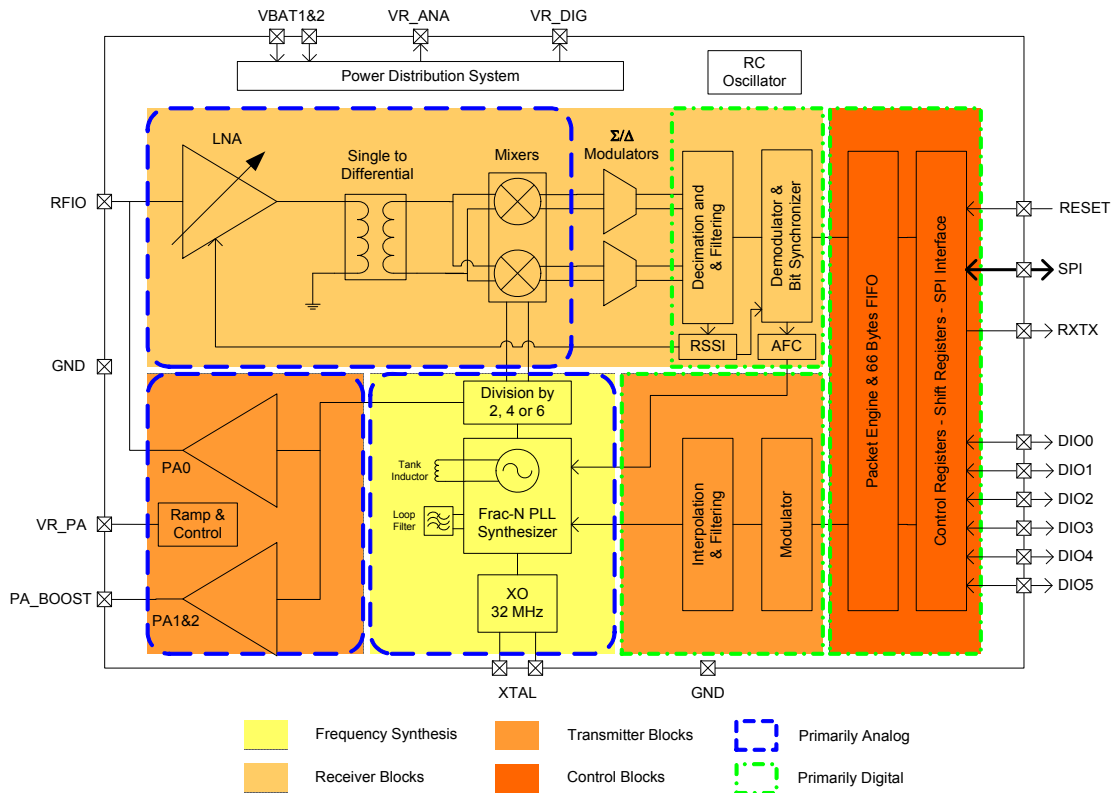 VBAT1&2
VR_ANA
VR_DIG
Power Distribution System
RC
Oscillator
LNA
Single to
Differential
Mixers
Σ/Δ
Modulators
Decimation and
& Filtering
Demodulator &
Bit Synchronizer
RSSI
AFC
Packet Engine & 66 Bytes FIFO
Control Registers - Shift Registers - SPI Interface
RFIO
GND
VR_PA
PA_BOOST
RESET
SPI
RXTX
DIO0
DIO1
DIO2
DIO3
DIO4
DIO5
PA0
Ramp &
Control
PA1&2
Division by
2, 4 or 6
Tank
Inductor
Loop
Filter
Frac-N PLL
Synthesizer
XO
32 MHz
Interpolation
& Filtering
Modulator
XTAL
GND
Frequency Synthesis
Transmitter Blocks
Primarily Analog
Receiver Blocks
Control Blocks
Primarily Digital